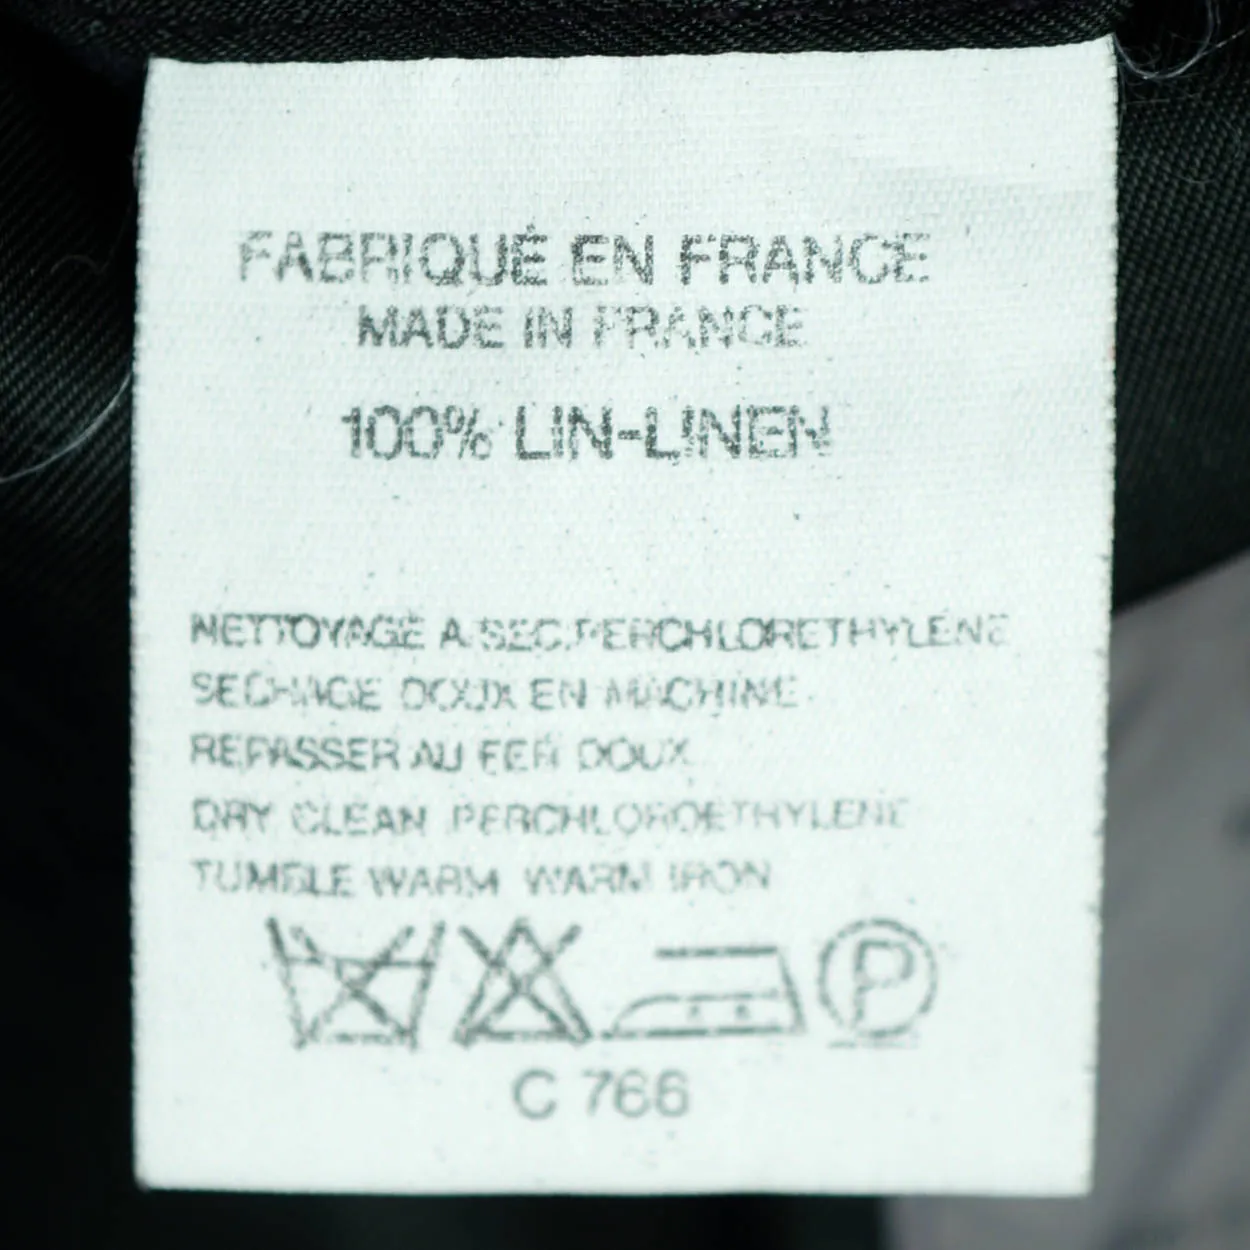 FABRIQUÉ EN FRANCE
MADE IN FRANCE
100% LIN-LINEN
NETTOYAGE A SEC.PERCHLORETHYLENE
SECHAGE DOUX EN MACHINE.
REPASSER AU FER DOUX.
DRY CLEAN .PERCHLOROETHYLENE
TUMBLE WARM WARM IRON
P
C 766